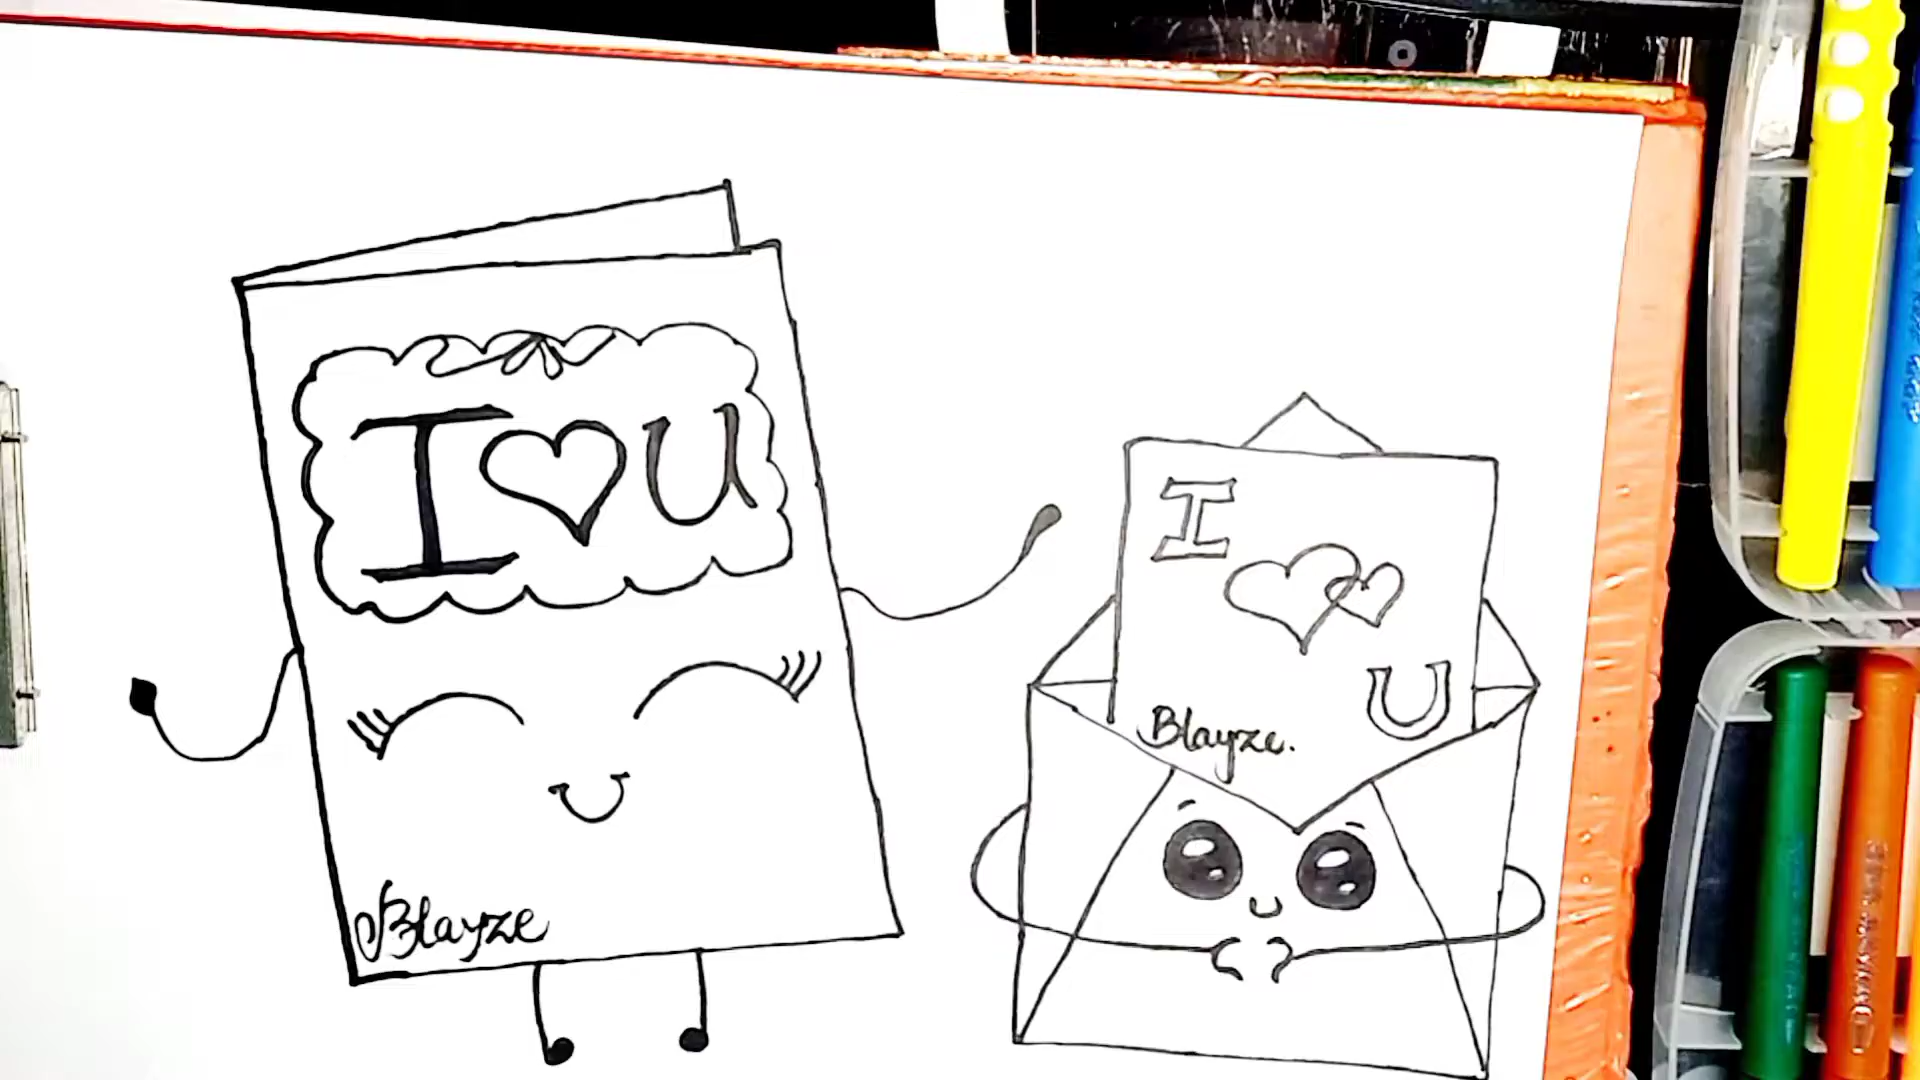 I ♡ U
Blayze
I
U
Blayze.